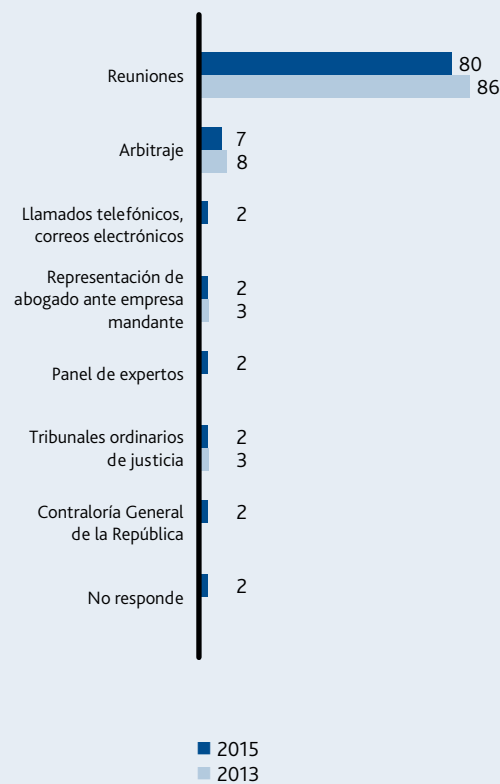 Reuniones
80
86
Arbitraje
7
8
Llamados telefónicos,
correos electrónicos
2
Representación de
abogado ante empresa
mandante
2
3
Panel de expertos
2
Tribunales ordinarios
de justicia
2
3
Contraloría General
de la República
2
No responde
2
2015
2013